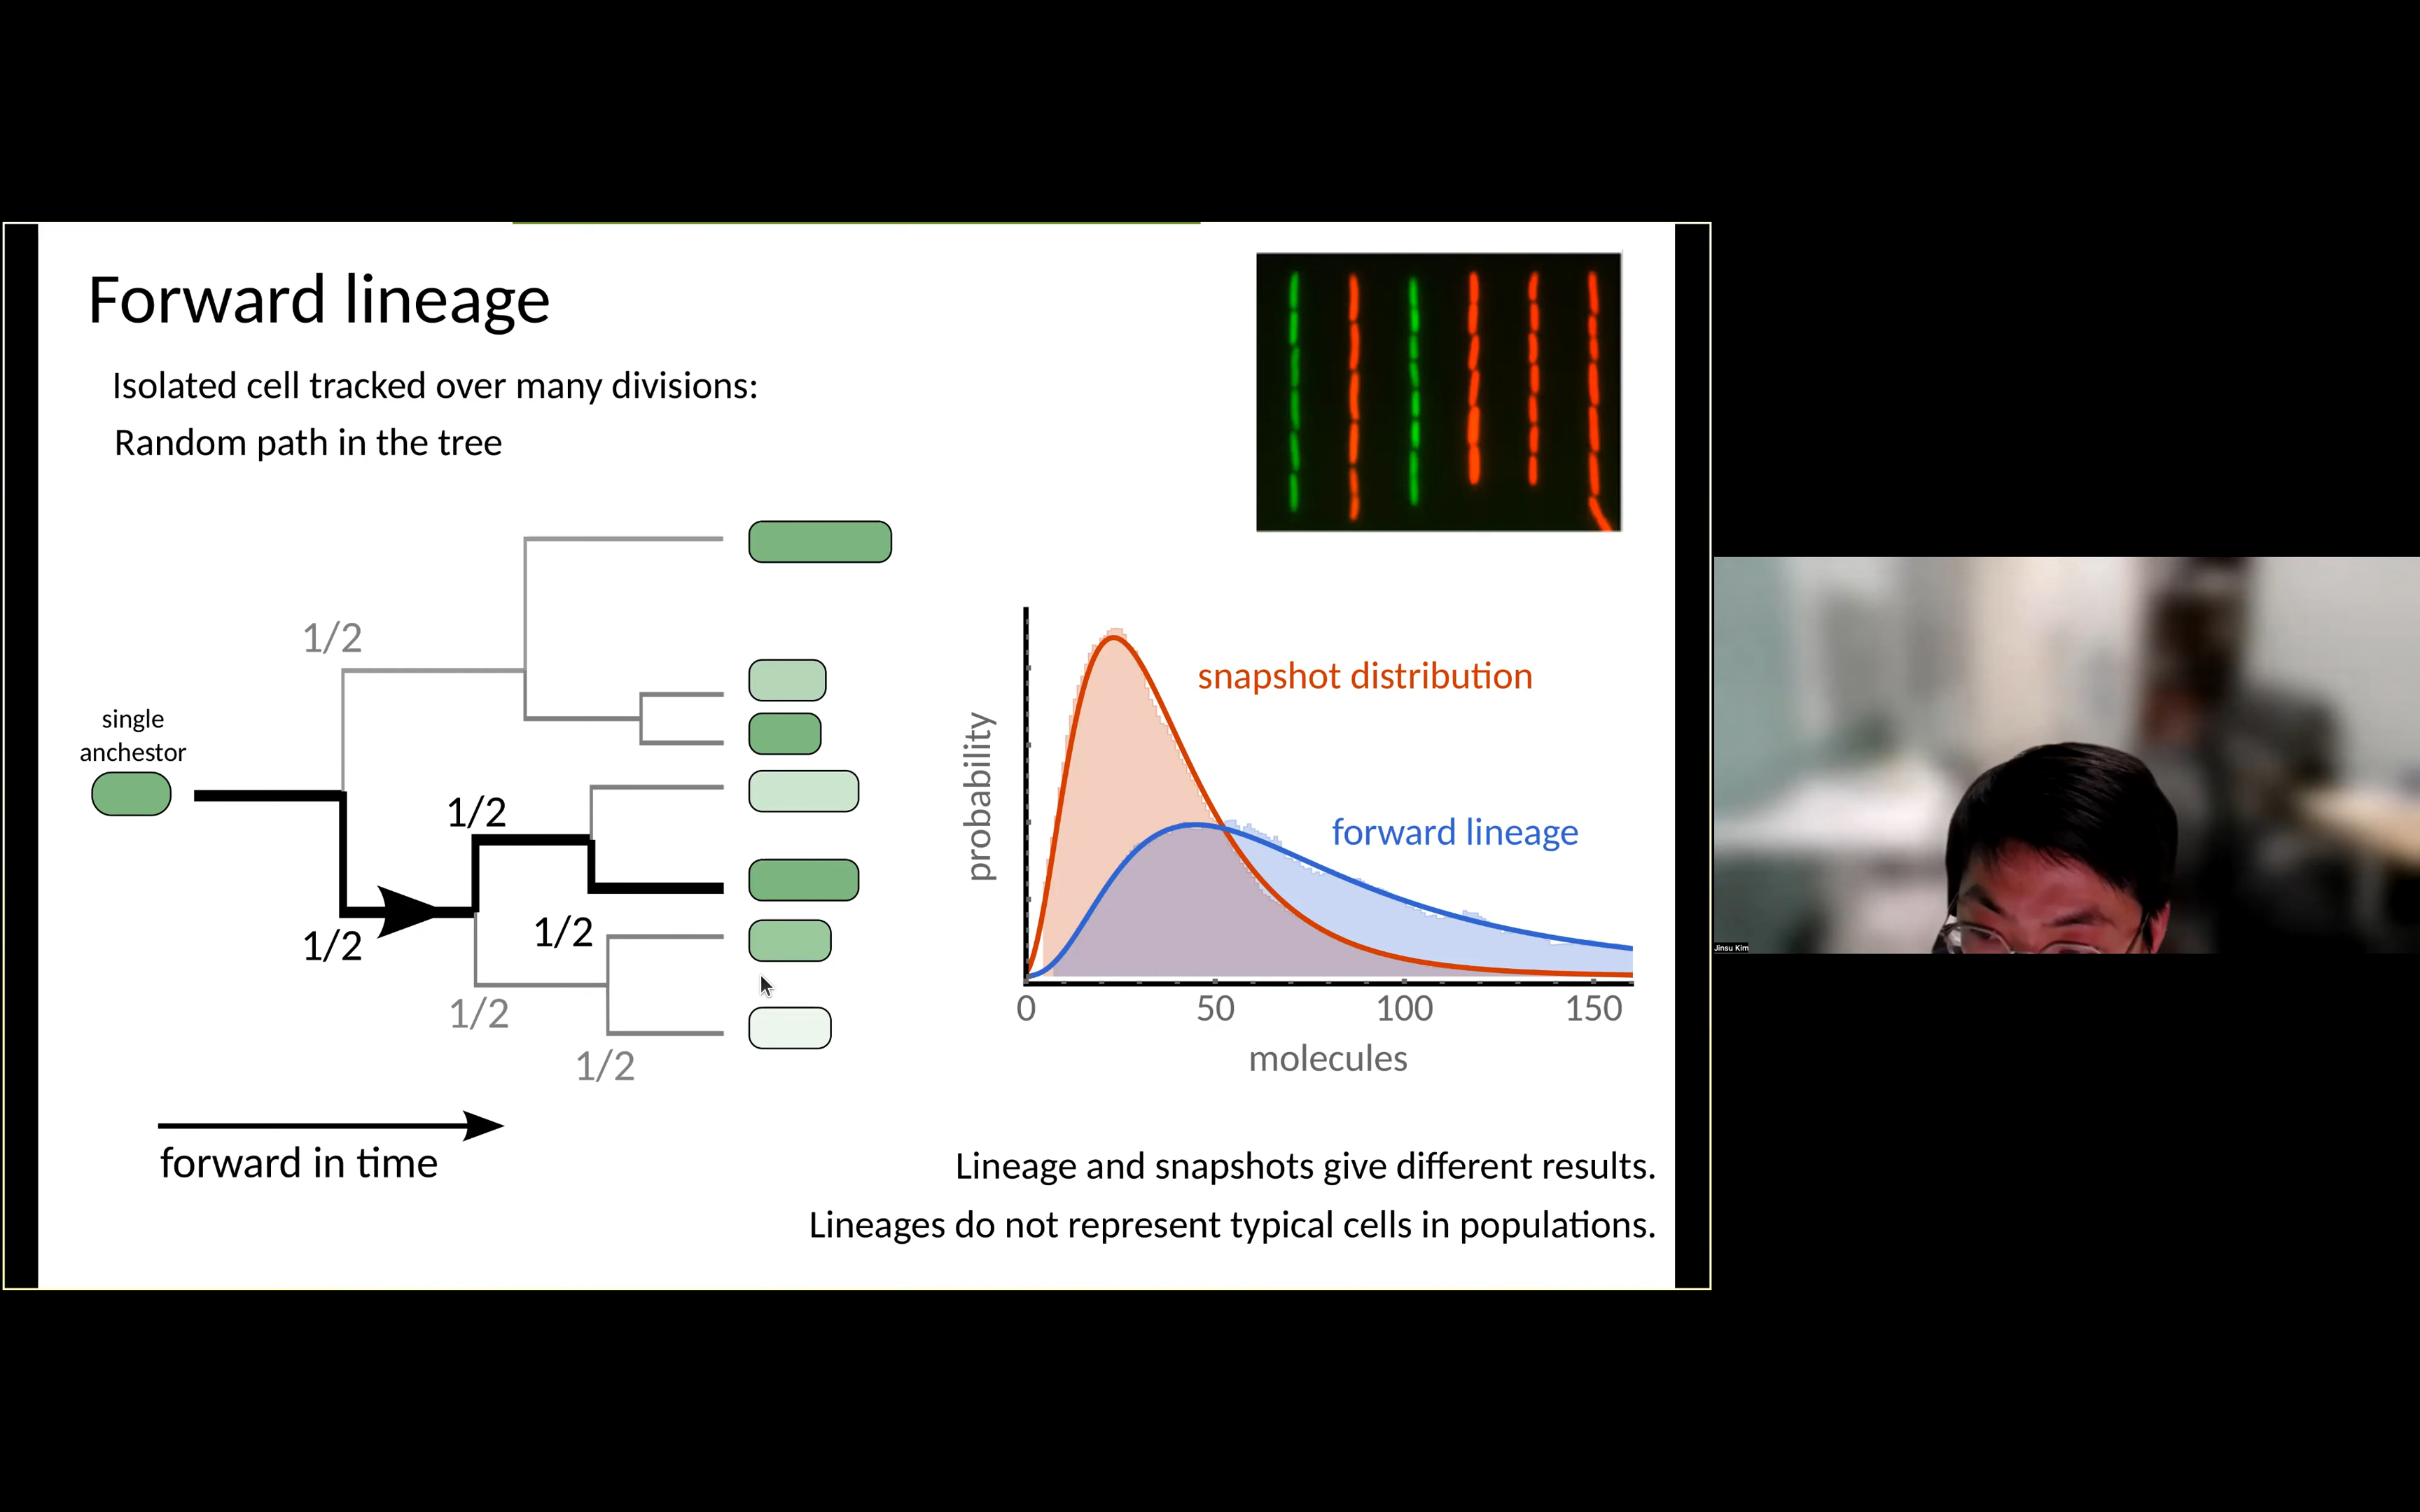 Forward lineage
Isolated cell tracked over many divisions:
Random path in the tree
1/2
single
anchestor
1/2
1/2
1/2
1/2
1/2
forward in time
snapshot distribution
forward lineage
probability
0 50 100 150
molecules
Lineage and snapshots give different results.
Lineages do not represent typical cells in populations.
Jinsu Kim